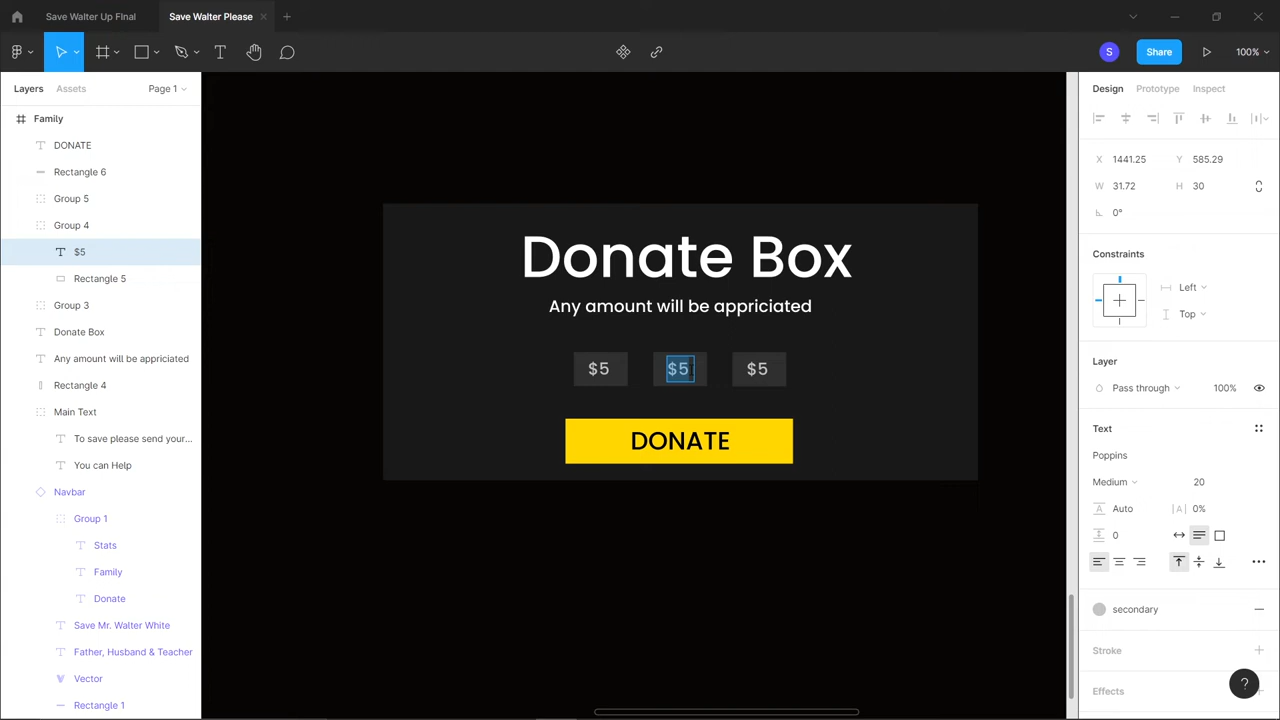 Save Walter Up FInal
Save Walter Please
S
Share
100%
Layers
Assets
Page 1
Design
Prototype
Inspect
Family
DONATE
Rectangle 6
Group 5
Group 4
$5
Rectangle 5
Group 3
Donate Box
Any amount will be appriciated
Rectangle 4
Main Text
To save please send your...
You can Help
Navbar
Group 1
Stats
Family
Donate
Save Mr. Walter White
Father, Husband & Teacher
Vector
Rectangle 1
Donate Box
Any amount will be appriciated
$5 $5 $5
DONATE
X 1441.25 Y 585.29
W 31.72 H 30
0°
Constraints
Left
Top
Layer
Pass through 100%
Text
Poppins
Medium 20
A Auto |A| 0%
0
secondary
Stroke
Effects
?